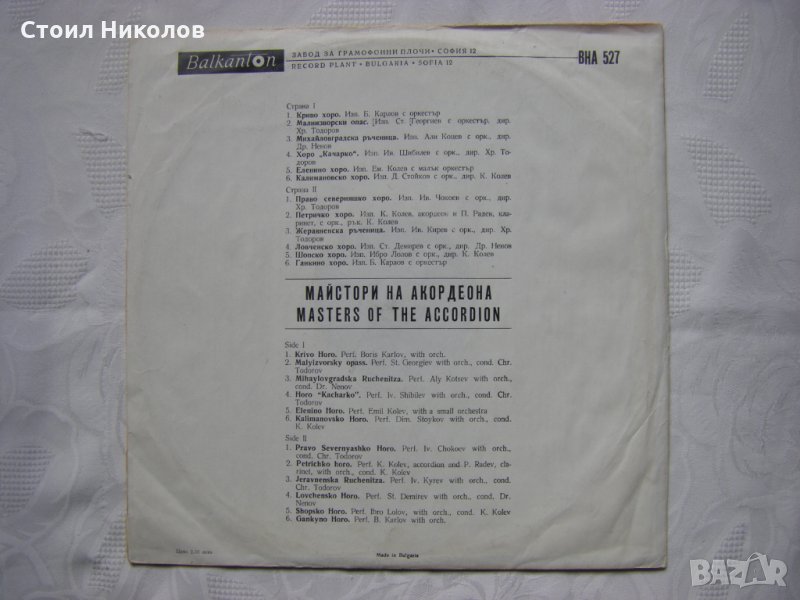 Стоил Николов
Balkanton
ЗАВОД ЗА ГРАМОФОННИ ПЛОЧИ • СОФИЯ 12
RECORD PLANT • BULGARIA • SOFIA 12
ВНА 527
Страна I
1. Криво хоро. Изп. Б. Карлов с оркестър
2. Малиизворски опас. Изп. Ст. Георгиев с оркестър, дир.
Хр. Тодоров
3. Михайловградска ръченица. Изп. Али Коцев с орк., дир.
Др. Ненов
4. Хоро „Качарко“. Изп. Ив. Шибилев с орк., дир. Хр. То-
доров
5. Еленино хоро. Изп. Ем. Колев с малък оркестър
6. Калимановско хоро. Изп. Д. Стойков с орк., дир. К. Колев
Страна II
1. Право северняшко хоро. Изп. Ив. Чокоев с орк., дир.
Хр. Тодоров
2. Петричко хоро. Изп. К. Колев, акордеон и П. Радев, кла-
ринет, с орк., рък. К. Колев
3. Жеравненска ръченица. Изп. Ив. Кирев с орк., дир. Хр.
Тодоров
4. Ловченско хоро. Изп. Ст. Демирев с орк., дир. Др. Ненов
5. Шопско хоро. Изп. Ибро Лолов с орк., дир. К. Колев
6. Ганкино хоро. Изп. Б. Карлов с оркестър
МАЙСТОРИ НА АКОРДЕОНА
MASTERS OF THE ACCORDION
Side I
1. Krivo Horo. Perf. Boris Karlov, with orch.
2. Malyizvorsky opass. Perf. St. Georgiev with orch., cond. Chr.
Todorov
3. Mihaylovgradska Ruchenitza. Perf. Aly Kotsev with orch.,
cond. Dr. Nenov
4. Horo "Kacharko". Perf. Iv. Shibilev with orch., cond. Chr.
Todorov
5. Elenino Horo. Perf. Emil Kolev, with a small orchestra
6. Kalimanovsko Horo. Perf. Dim. Stoykov with orch., cond.
K. Kolev
Side II
1. Pravo Severnyashko Horo. Perf. Iv. Chokoev with orch.,
cond. Chr. Todorov
2. Petrichko horo. Perf. K. Kolev, accordion and P. Radev, cla-
rinet, with orch., cond. K. Kolev
3. Jeravnenska Ruchenitza. Perf. Iv. Kyrev with orch., cond.
Chr. Todorov
4. Lovchensko Horo. Perf. St. Demirev with orch., cond. Dr.
Nenov
5. Shopsko Horo. Perf. Ibro Lolov, with orch., cond. K. Kolev
6. Gankyno Horo. Perf. B. Karlov with orch.
Цена лева
Made in Bulgaria
BAZAR